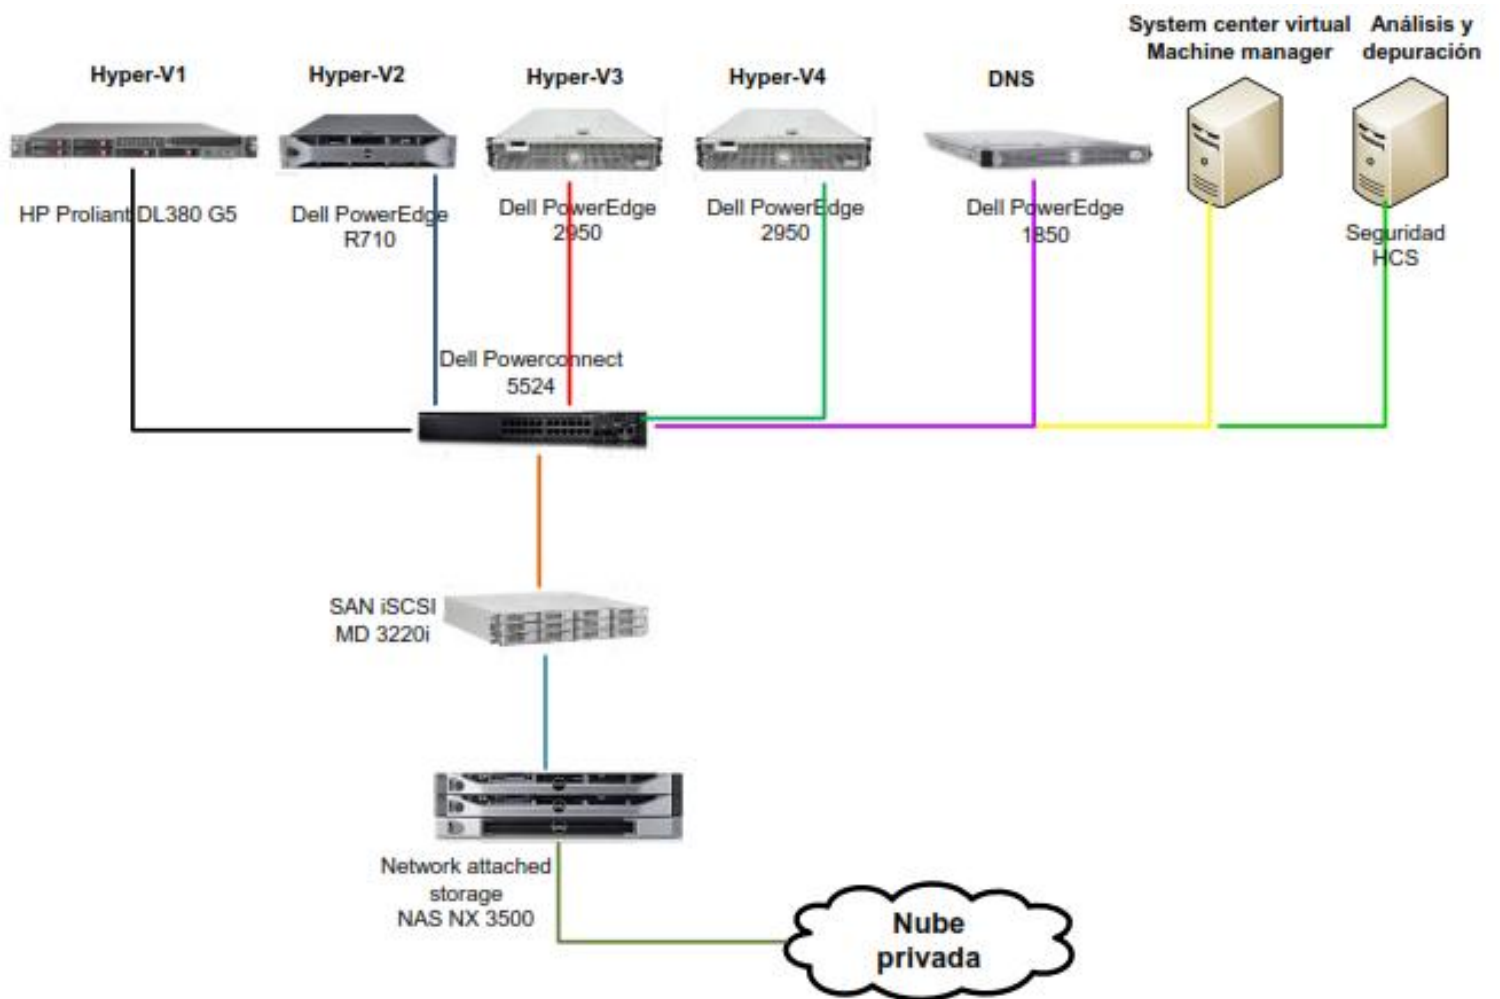 System center virtual
Machine manager
Análisis y
depuración
Hyper-V1
Hyper-V2
Hyper-V3
Hyper-V4
DNS
HP Proliant DL380 G5
Dell PowerEdge
R710
Dell PowerEdge
2950
Dell PowerEdge
2950
Dell PowerEdge
1850
Seguridad
HCS
Dell Powerconnect
5524
SAN iSCSI
MD 3220i
Network attached
storage
NAS NX 3500
Nube
privada